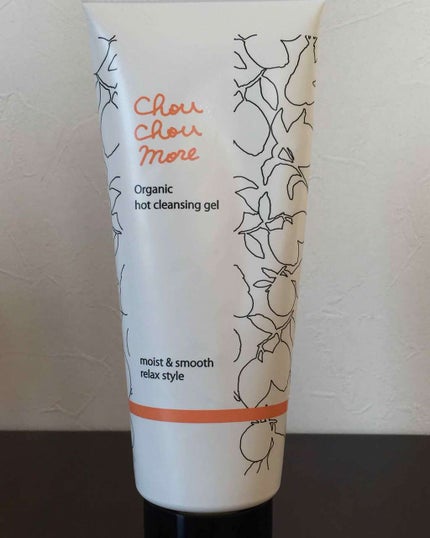 Chou
Chou
More
Organic
hot cleansing gel
moist & smooth
relax style